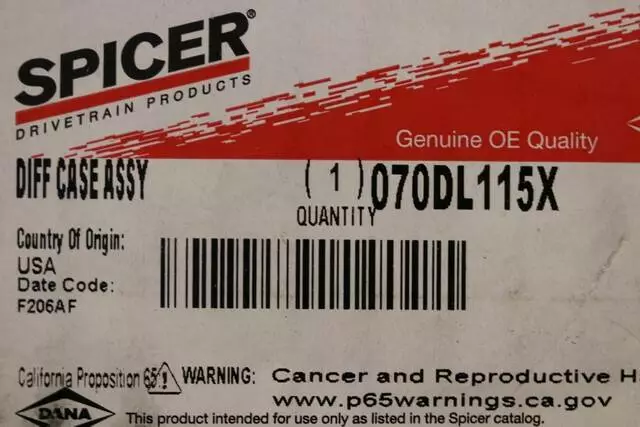 SPICER®
DRIVETRAIN PRODUCTS
Genuine OE Quality
DIFF CASE ASSY ( 1 ) 070DL115X
QUANTITY
Country Of Origin:
USA
Date Code:
F206AF
California Proposition 65 ! WARNING: Cancer and Reproductive H
www.p65warnings.ca.gov
DANA This product intended for use only as listed in the Spicer catalog.